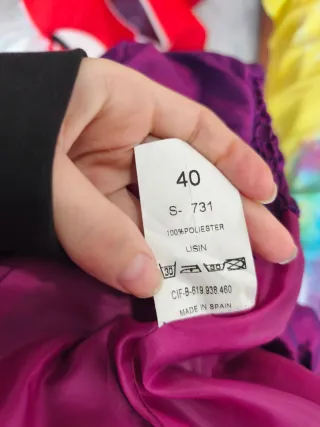 40
S- 731
100%POLIESTER
LISIN
CIF-B-619.938.460
MADE IN SPAIN